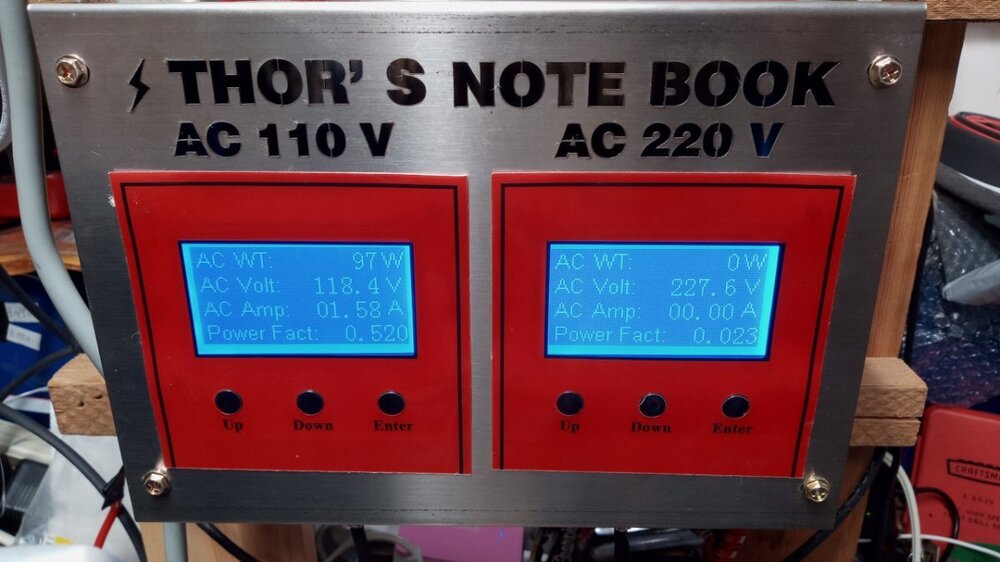 THOR'S NOTE BOOK
AC 110 V
AC 220 V
AC WT: 97 W
AC Volt: 118.4 V
AC Amp: 01.58 A
Power Fact: 0.520
Up Down Enter
AC WT: 0 W
AC Volt: 227.6 V
AC Amp: 00.00 A
Power Fact: 0.023
Up Down Enter